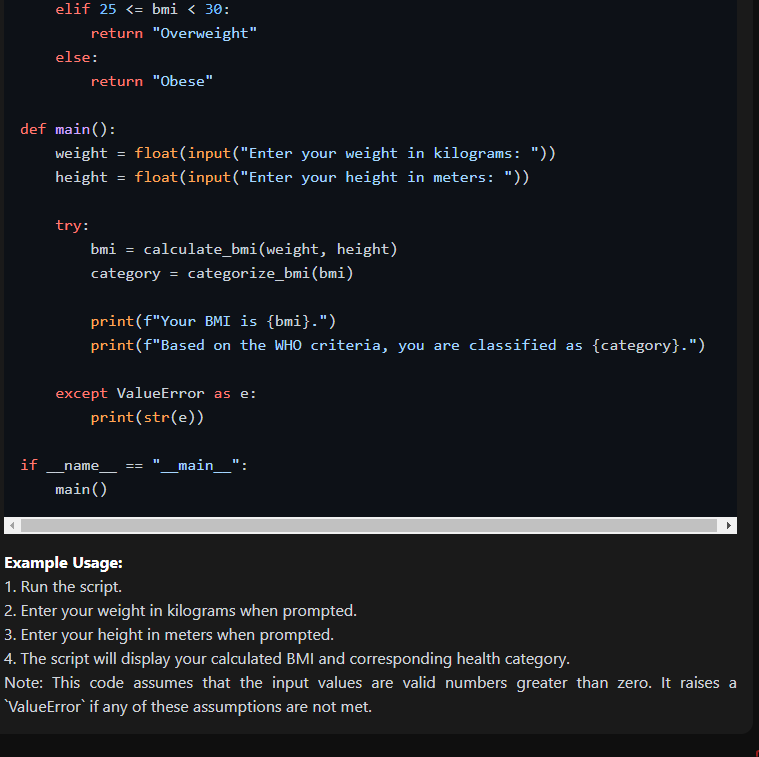 elif 25 <= bmi < 30:
        return "Overweight"
    else:
        return "Obese"

def main():
    weight = float(input("Enter your weight in kilograms: "))
    height = float(input("Enter your height in meters: "))

    try:
        bmi = calculate_bmi(weight, height)
        category = categorize_bmi(bmi)

        print(f"Your BMI is {bmi}.")
        print(f"Based on the WHO criteria, you are classified as {category}.")

    except ValueError as e:
        print(str(e))

if __name__ == "__main__":
    main()

Example Usage:
1. Run the script.
2. Enter your weight in kilograms when prompted.
3. Enter your height in meters when prompted.
4. The script will display your calculated BMI and corresponding health category.
Note: This code assumes that the input values are valid numbers greater than zero. It raises a
`ValueError` if any of these assumptions are not met.